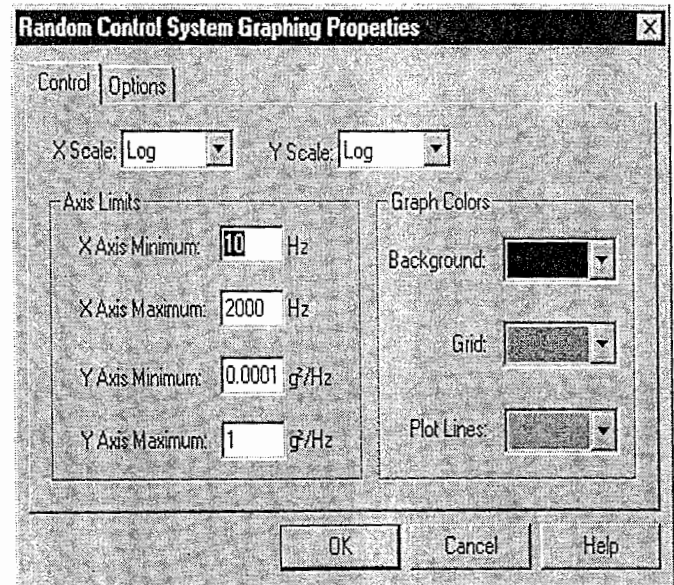 Random Control System Graphing Properties
Control Options
X Scale: Log Y Scale: Log
Axis Limits
X Axis Minimum: 10 Hz
X Axis Maximum: 2000 Hz
Y Axis Minimum: 0.0001 g²/Hz
Y Axis Maximum: 1 g²/Hz
Graph Colors
Background:
Grid:
Plot Lines:
OK Cancel Help